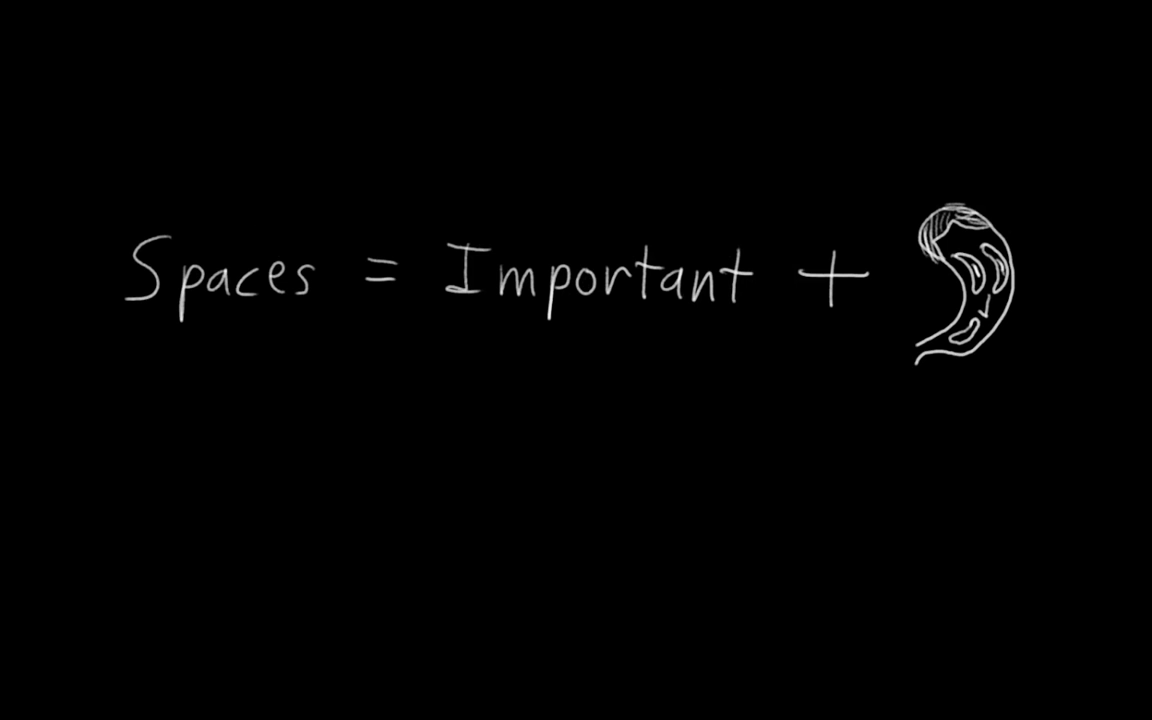 Spaces = Important +